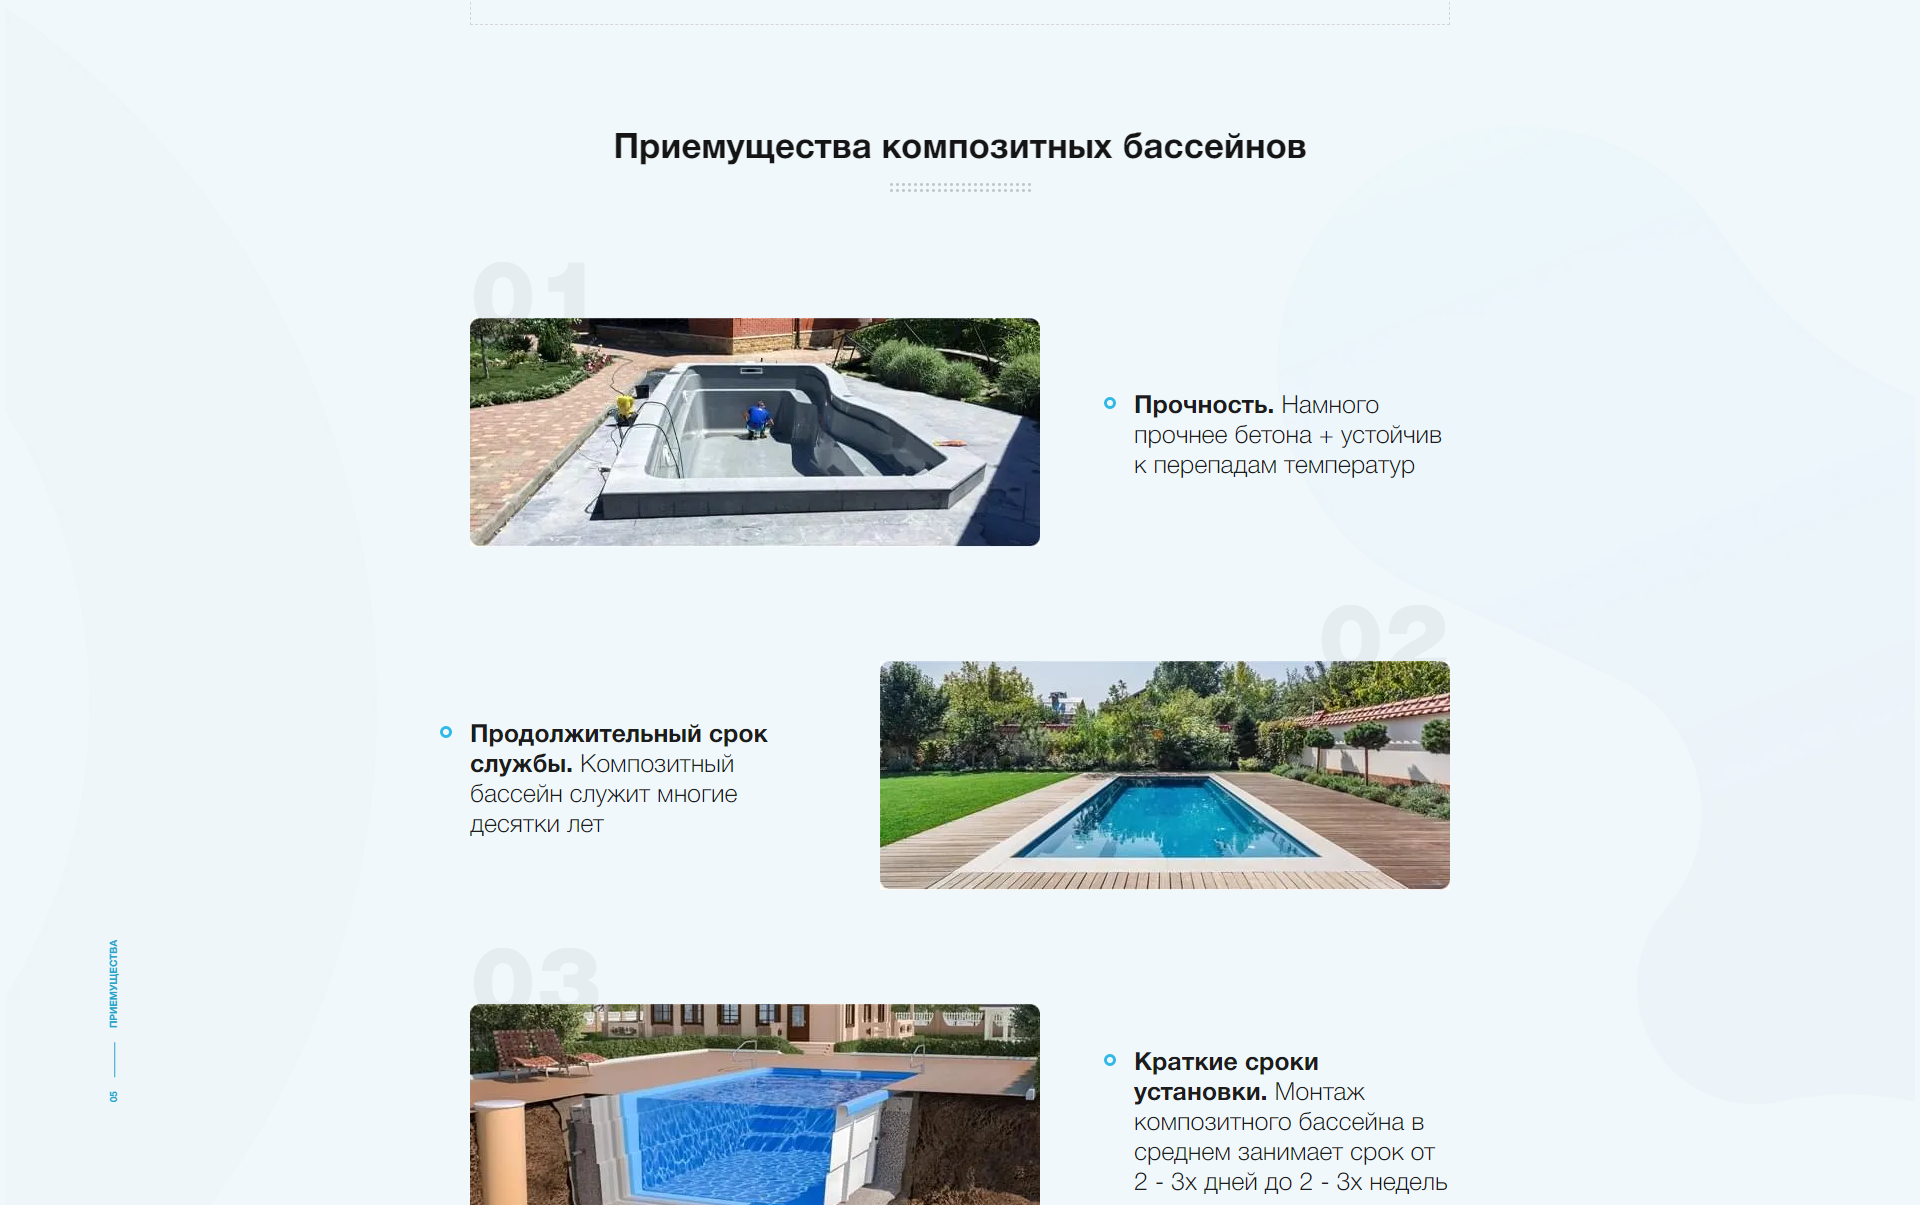 Приемущества композитных бассейнов
01
Прочность. Намного
прочнее бетона + устойчив
к перепадам температур
02
Продолжительный срок
службы. Композитный
бассейн служит многие
десятки лет
03
Краткие сроки
установки. Монтаж
композитного бассейна в
среднем занимает срок от
2 - 3х дней до 2 - 3х недель
05 ПРИЕМУЩЕСТВА